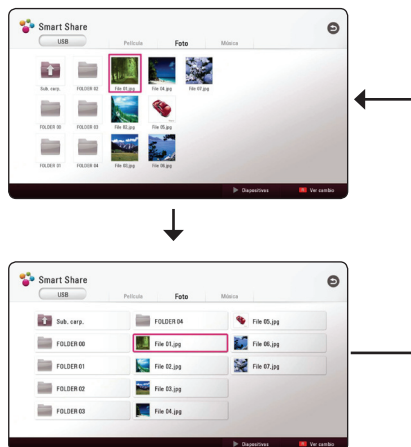 Smart Share
USB
Película Foto Música
Sub. carp. FOLDER 02 File 01.jpg File 04.jpg File 07.jpg
FOLDER 00 FOLDER 03 File 02.jpg File 05.jpg
FOLDER 01 FOLDER 04 File 03.jpg File 06.jpg
Dispositivos Ver cambio
Smart Share
USB
Película Foto Música
Sub. carp. FOLDER 04 File 05.jpg
FOLDER 00 File 01.jpg File 06.jpg
FOLDER 01 File 02.jpg File 07.jpg
FOLDER 02 File 03.jpg
FOLDER 03 File 04.jpg
Dispositivos Ver cambio